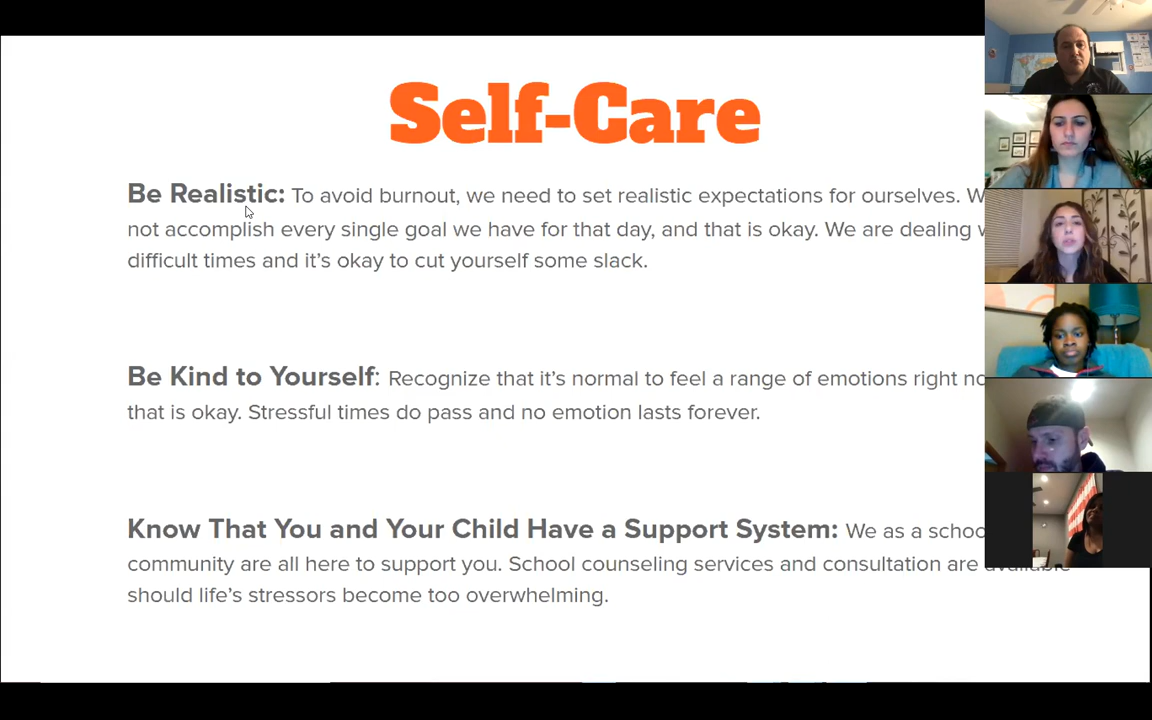 Self-Care
Be Realistic: To avoid burnout, we need to set realistic expectations for ourselves.
not accomplish every single goal we have for that day, and that is okay. We are dealing
difficult times and it's okay to cut yourself some slack.
Be Kind to Yourself: Recognize that it's normal to feel a range of emotions right
that is okay. Stressful times do pass and no emotion lasts forever.
Know That You and Your Child Have a Support System: We as a
community are all here to support you. School counseling services and consultation are
should life's stressors become too overwhelming.